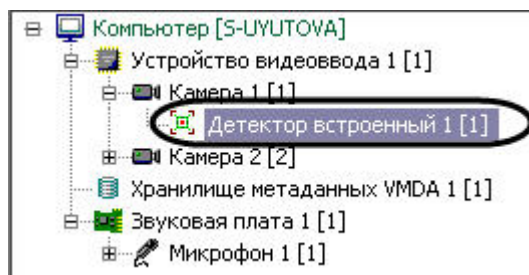 Компьютер [S-UYUTOVA]
Устройство видеоввода 1 [1]
Камера 1 [1]
Детектор встроенный 1 [1]
Камера 2 [2]
Хранилище метаданных VMDA 1 [1]
Звуковая плата 1 [1]
Микрофон 1 [1]